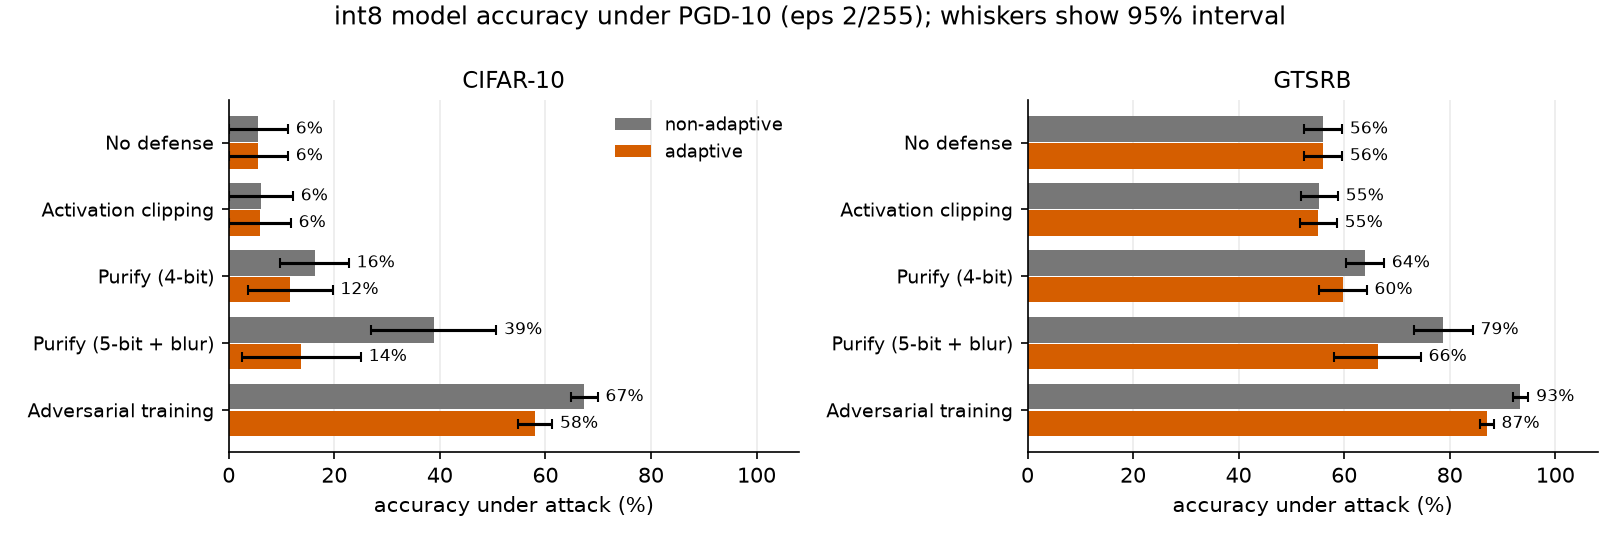 int8 model accuracy under PGD-10 (eps 2/255); whiskers show 95% interval
CIFAR-10
non-adaptive
adaptive
No defense
6%
6%
Activation clipping
6%
6%
Purify (4-bit)
16%
12%
Purify (5-bit + blur)
39%
14%
Adversarial training
67%
58%
0 20 40 60 80 100
accuracy under attack (%)
GTSRB
No defense
56%
56%
Activation clipping
55%
55%
Purify (4-bit)
64%
60%
Purify (5-bit + blur)
79%
66%
Adversarial training
93%
87%
0 20 40 60 80 100
accuracy under attack (%)